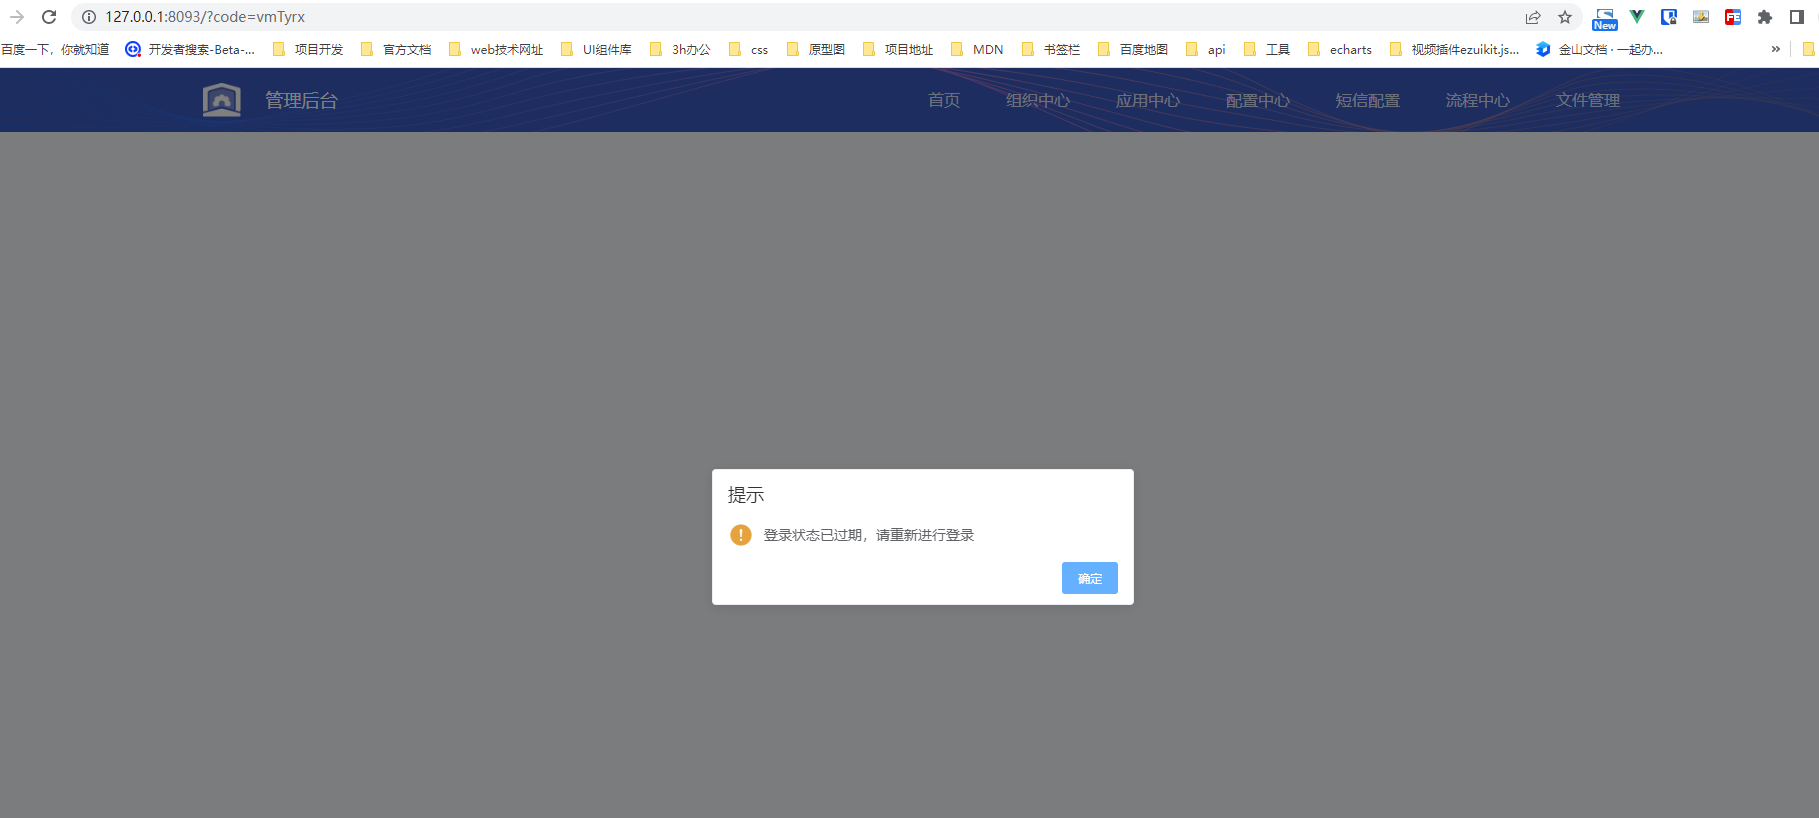 127.0.0.1:8093/?code=vmTyrx
New
FE
百度一下，你就知道 开发者搜索-Beta-... 项目开发 官方文档 web技术网址 UI组件库 3h办公 css 原型图 项目地址 MDN 书签栏 百度地图 api 工具 echarts 视频插件ezuikit.js... 金山文档 · 一起办... »
管理后台 首页 组织中心 应用中心 配置中心 短信配置 流程中心 文件管理
提示
登录状态已过期，请重新进行登录
确定